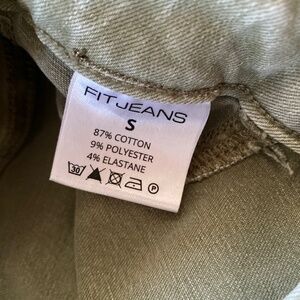 FITJEANS
S
87% COTTON
9% POLYESTER
4% ELASTANE
30 P